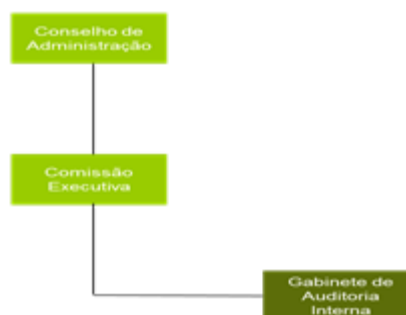 Conselho de
Administração
Comissão
Executiva
Gabinete de
Auditoria
Interna